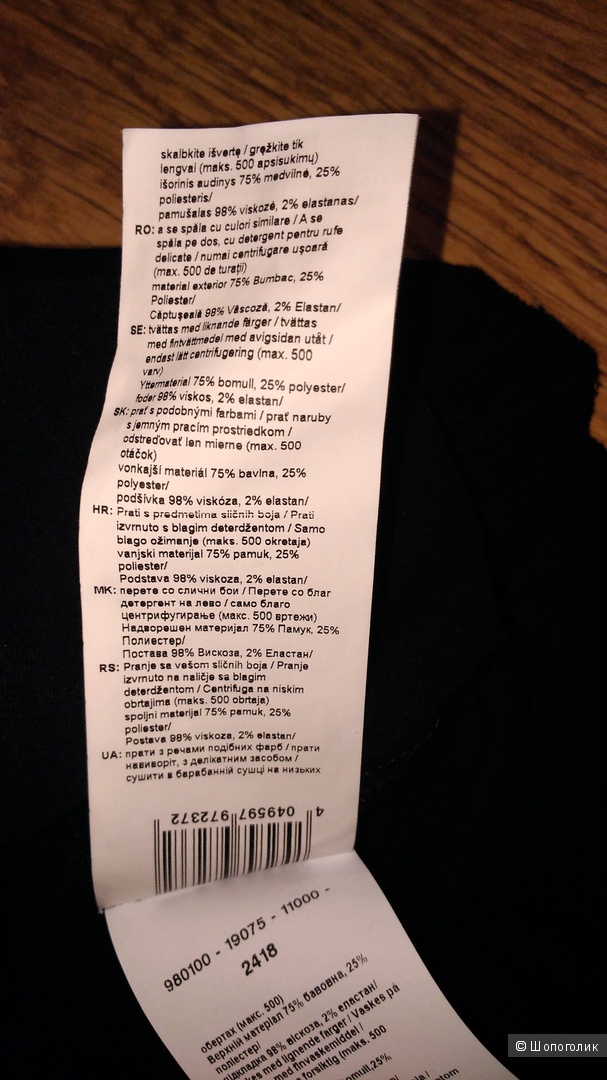 skalbkite išvertę / gręžkite tik
lengvai (maks. 500 apsisukimų)
išorinis audinys 75% medvilnė, 25%
poliesteris/
pamušalas 98% viskozė, 2% elastanas/
RO: a se spăla cu culori similare / A se
spăla pe dos, cu detergent pentru rufe
delicate / numai centrifugare ușoară
(max. 500 de turații)
material exterior 75% Bumbac, 25%
Poliester/
Căptușeală 98% Vâscoză, 2% Elastan/
SE: tvättas med liknande färger / tvättas
med fintvättmedel med avigsidan utåt /
endast lätt centrifugering (max. 500
varv)
Yttermaterial 75% bomull, 25% polyester/
foder 98% viskos, 2% elastan/
SK: prať s podobnými farbami / prať naruby
s jemným pracím prostriedkom /
odstreďovať len mierne (max. 500
otáčok)
vonkajší materiál 75% bavlna, 25%
polyester/
podšívka 98% viskóza, 2% elastan/
HR: Prati s predmetima sličnih boja / Prati
izvrnuto s blagim deterdžentom / Samo
blago ožimanje (maks. 500 okretaja)
vanjski materijal 75% pamuk, 25%
poliester/
Podstava 98% viskoza, 2% elastan/
MK: перете со слични бои / Перете со благ
детергент на лево / само благо
центрифугирање (макс. 500 вртежи)
Надворешен материјал 75% Памук, 25%
Полиестер/
Постава 98% Вискоза, 2% Еластан/
RS: Pranje sa vešom sličnih boja / Pranje
izvrnuto na naličje sa blagim
deterdžentom / Centrifuga na niskim
obrtajima (maks. 500 obrtaja)
spoljni materijal 75% pamuk, 25%
poliester/
Postava 98% viskoza, 2% elastan/
UA: прати з речами подібних фарб / прати
навиворіт, з делікатним засобом /
сушити в барабанній сушці на низьких
4 049597 972372
980100 - 19075 - 11000 -
2418
обертах (макс. 500)
Верхній матеріал 75% бавовна, 25%
поліестер/
підкладка 98% віскоза, 2% еластан/
med lignende farger / Vaskes på
med finvaskemiddel /
forsiktig (maks. 500
bomull, 25%
© Шопоголик